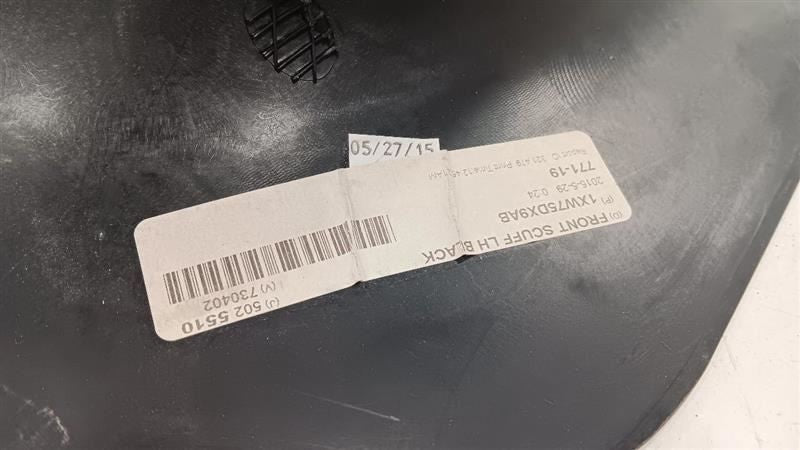 05/27/15
(D) FRONT SCUFF LH BLACK
(P) 1XW75DX9AB
2015-5-29 0:24
771-19
(J) 502 5510
(V) 730402